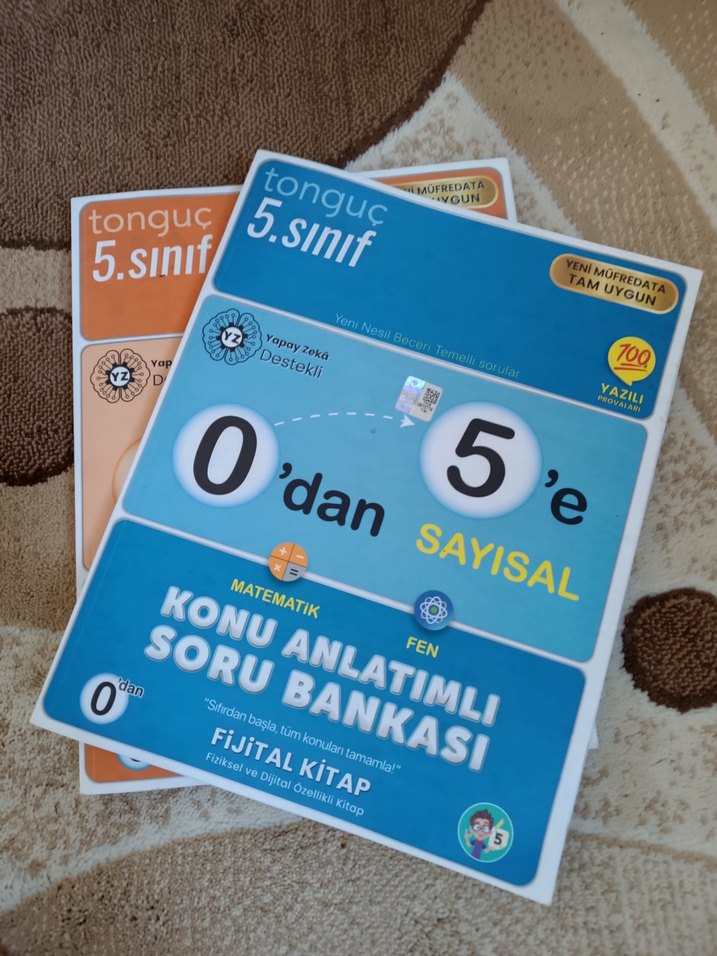 tonguç
5.sınıf
YENİ MÜFREDATA
TAM UYGUN
Yeni Nesil Beceri Temelli sorular
100
YAZILI
PROVALARI
YZ
Yapay Zekâ
Destekli
0'dan 5'e
SAYISAL
MATEMATİK
FEN
KONU ANLATIMLI
SORU BANKASI
0'dan
"Sıfırdan başla, tüm konuları tamamla!"
FİJİTAL KİTAP
Fiziksel ve Dijital Özellikli Kitap
5
tonguç
5.sınıf
MÜFREDATA
UYGUN
YZ